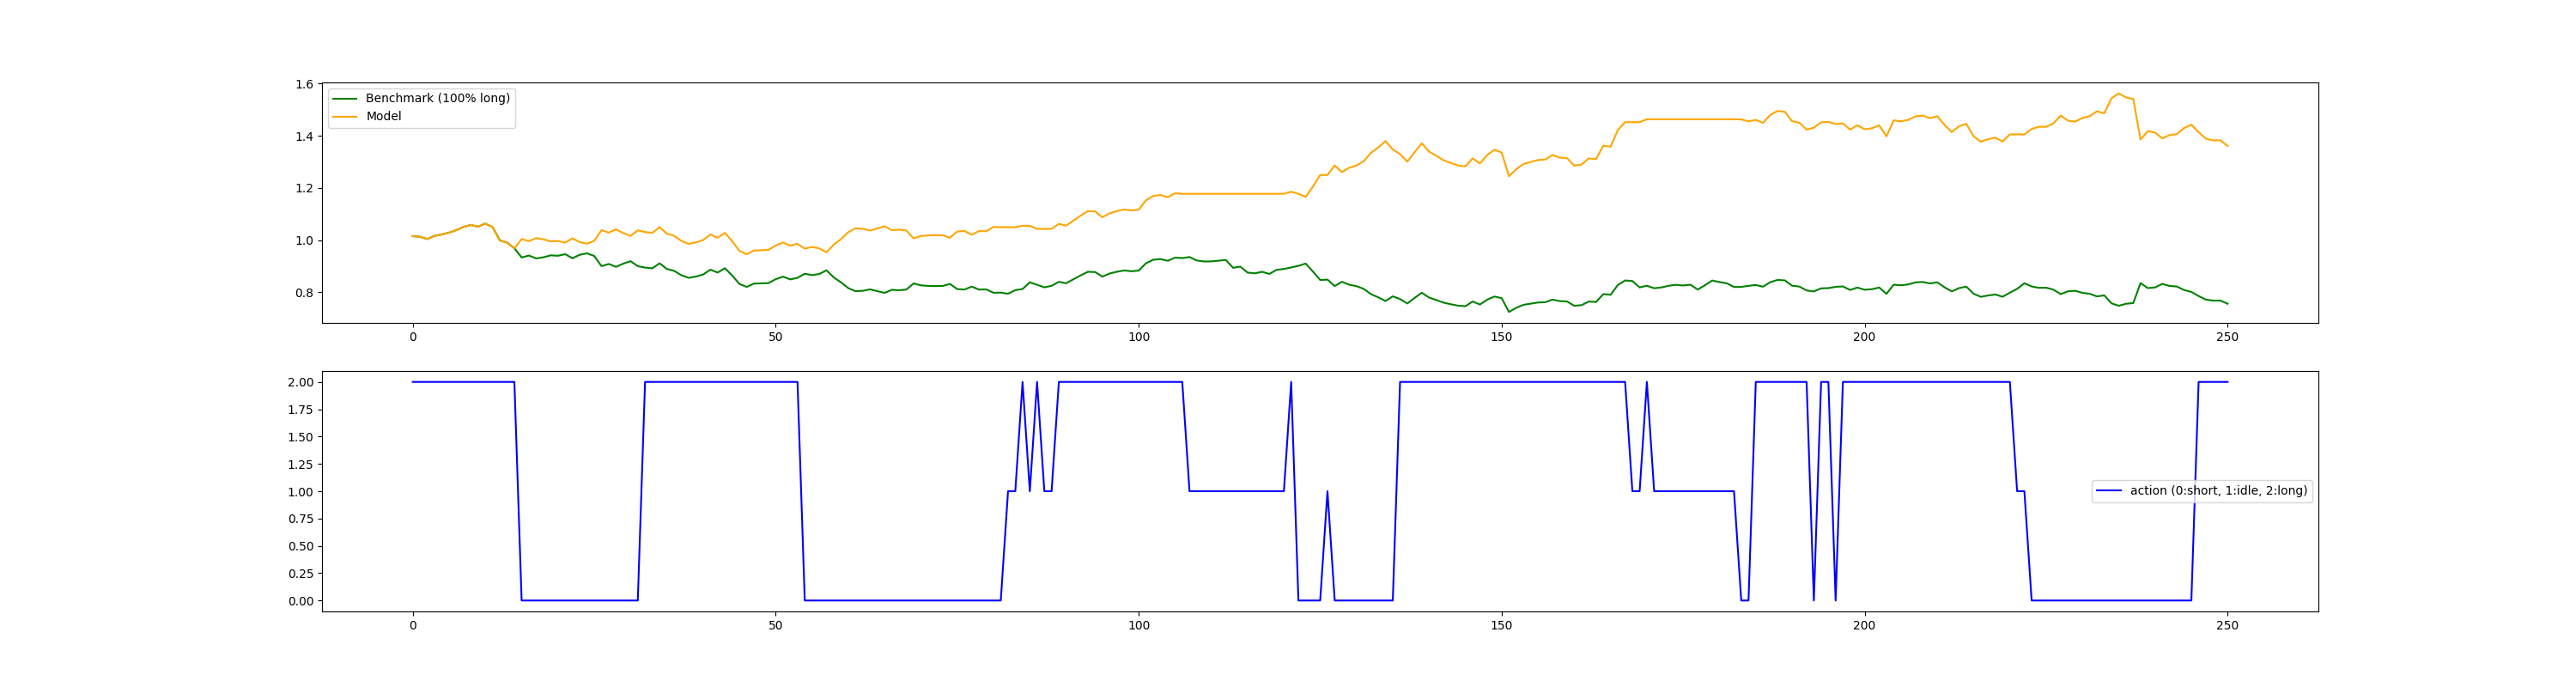 1.6
1.4
1.2
1.0
0.8
Benchmark (100% long)
Model
0 50 100 150 200 250
2.00
1.75
1.50
1.25
1.00
0.75
0.50
0.25
0.00
action (0:short, 1:idle, 2:long)
0 50 100 150 200 250